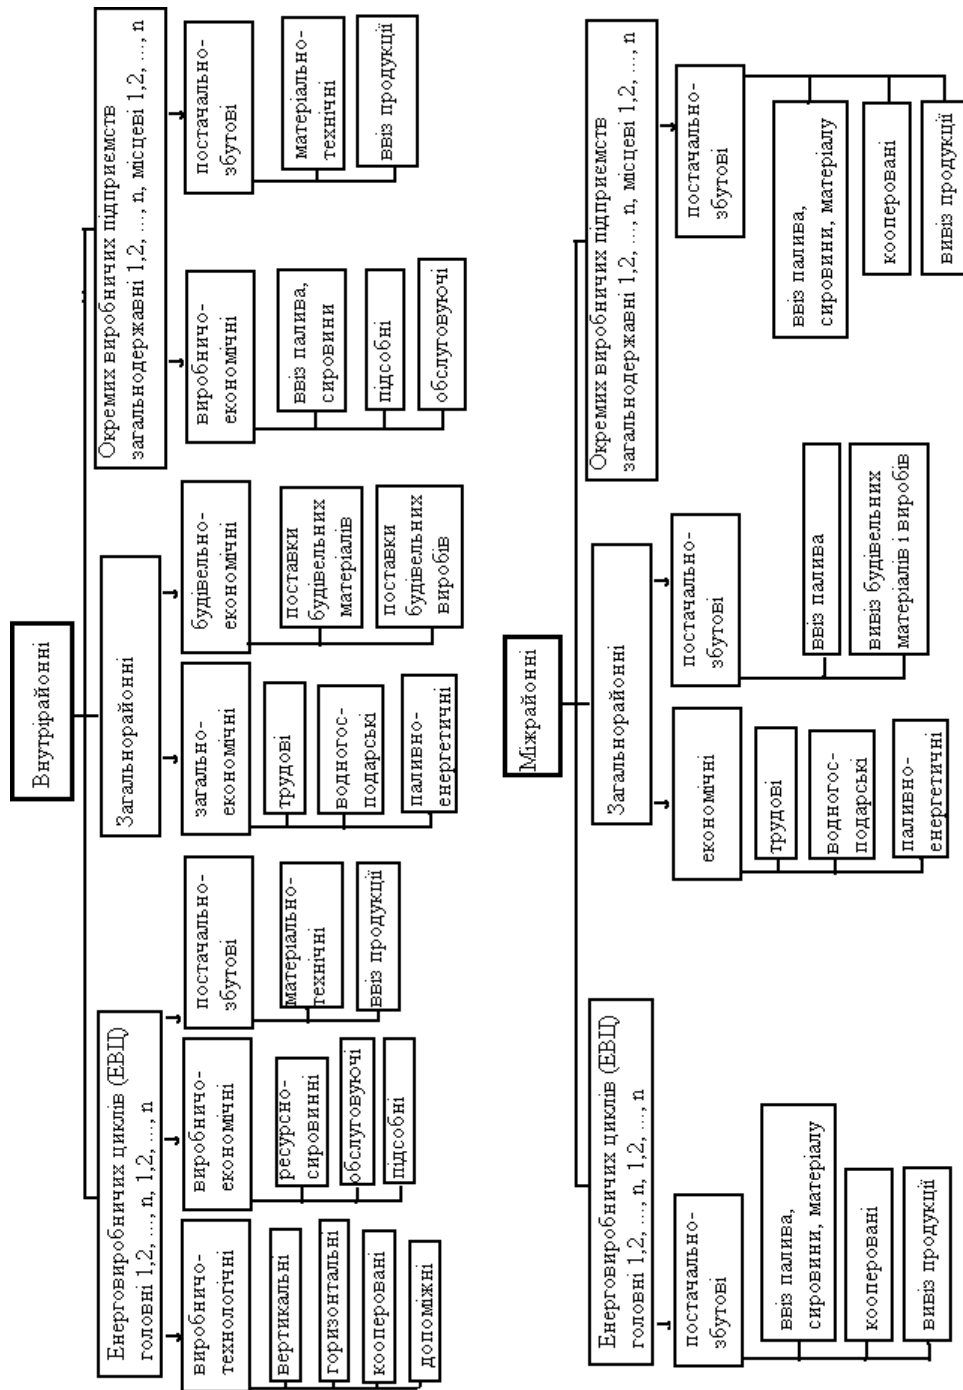 Внутрірайонні
Енерговиробничих циклів (ЕВЦ)
головні 1,2, ..., n, 1,2, ..., n
виробничо-
технологічні
вертикальні
горизонтальні
кооперовані
допоміжні
виробничо-
економічні
ресурсно-
сировинні
обслуговуючі
підсобні
постачально-
збутові
матеріально-
технічні
ввіз продукції
Загальнорайонні
загально-
економічні
трудові
водногос-
подарські
паливно-
енергетичні
будівельно-
економічні
поставки
будівельних
матеріалів
поставки
будівельних
виробів
Окремих виробничих підприємств
загальнодержавні 1,2, ..., n, місцеві 1,2, ..., n
виробничо-
економічні
ввіз палива,
сировини
підсобні
обслуговуючі
постачально-
збутові
матеріально-
технічні
ввіз продукції
Міжрайонні
Енерговиробничих циклів (ЕВЦ)
головні 1,2, ..., n, 1,2, ..., n
постачально-
збутові
ввіз палива,
сировини, матеріалу
кооперовані
вивіз продукції
Загальнорайонні
економічні
трудові
водногос-
подарські
паливно-
енергетичні
постачально-
збутові
ввіз палива
вивіз будівельних
матеріалів і виробів
Окремих виробничих підприємств
загальнодержавні 1,2, ..., n, місцеві 1,2, ..., n
постачально-
збутові
ввіз палива,
сировини, матеріалу
кооперовані
вивіз продукції